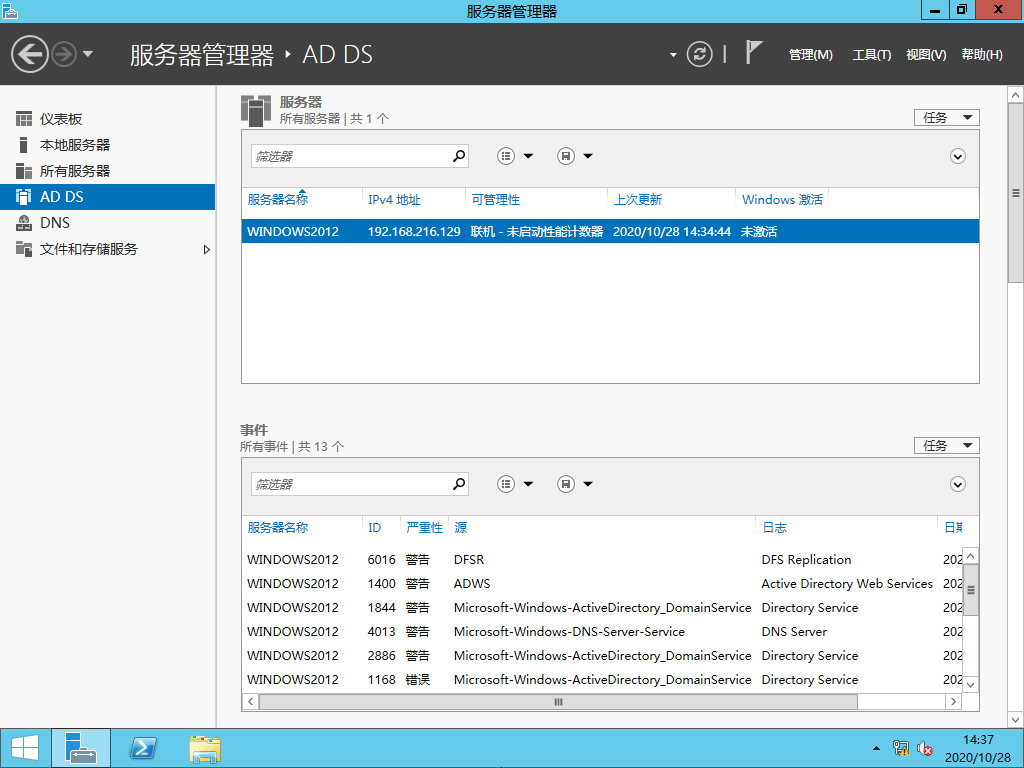 服务器管理器
服务器管理器 ‣ AD DS
管理(M) 工具(T) 视图(V) 帮助(H)
仪表板
本地服务器
所有服务器
AD DS
DNS
文件和存储服务
服务器
所有服务器 | 共 1 个
任务
筛选器
服务器名称 IPv4 地址 可管理性 上次更新 Windows 激活
WINDOWS2012 192.168.216.129 联机 - 未启动性能计数器 2020/10/28 14:34:44 未激活
事件
所有事件 | 共 13 个
任务
筛选器
服务器名称 ID 严重性 源 日志 日期
WINDOWS2012 6016 警告 DFSR DFS Replication 202
WINDOWS2012 1400 警告 ADWS Active Directory Web Services 202
WINDOWS2012 1844 警告 Microsoft-Windows-ActiveDirectory_DomainService Directory Service 202
WINDOWS2012 4013 警告 Microsoft-Windows-DNS-Server-Service DNS Server 202
WINDOWS2012 2886 警告 Microsoft-Windows-ActiveDirectory_DomainService Directory Service 202
WINDOWS2012 1168 错误 Microsoft-Windows-ActiveDirectory_DomainService Directory Service 202
14:37
2020/10/28